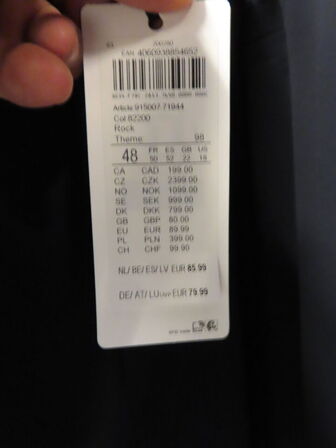 EAN 4060938854652
Article 915007.71944
Col 82200
Rock
Theme 98
48 FR ES GB US
50 52 22 18
CA CAD 199.00
CZ CZK 2399.00
NO NOK 1099.00
SE SEK 999.00
DK DKK 799.00
GB GBP 80.00
EU EUR 89.99
PL PLN 399.00
CH CHF 99.90
NL/BE/ES/LV EUR 85.99
DE/AT/LU UVP EUR 79.99